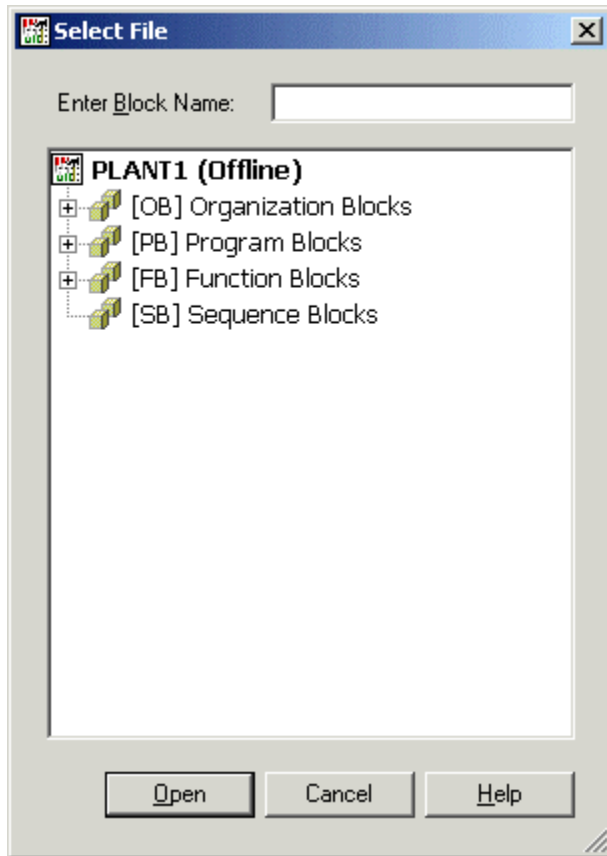 Select File
Enter Block Name:
PLANT1 (Offline)
[OB] Organization Blocks
[PB] Program Blocks
[FB] Function Blocks
[SB] Sequence Blocks
Open Cancel Help